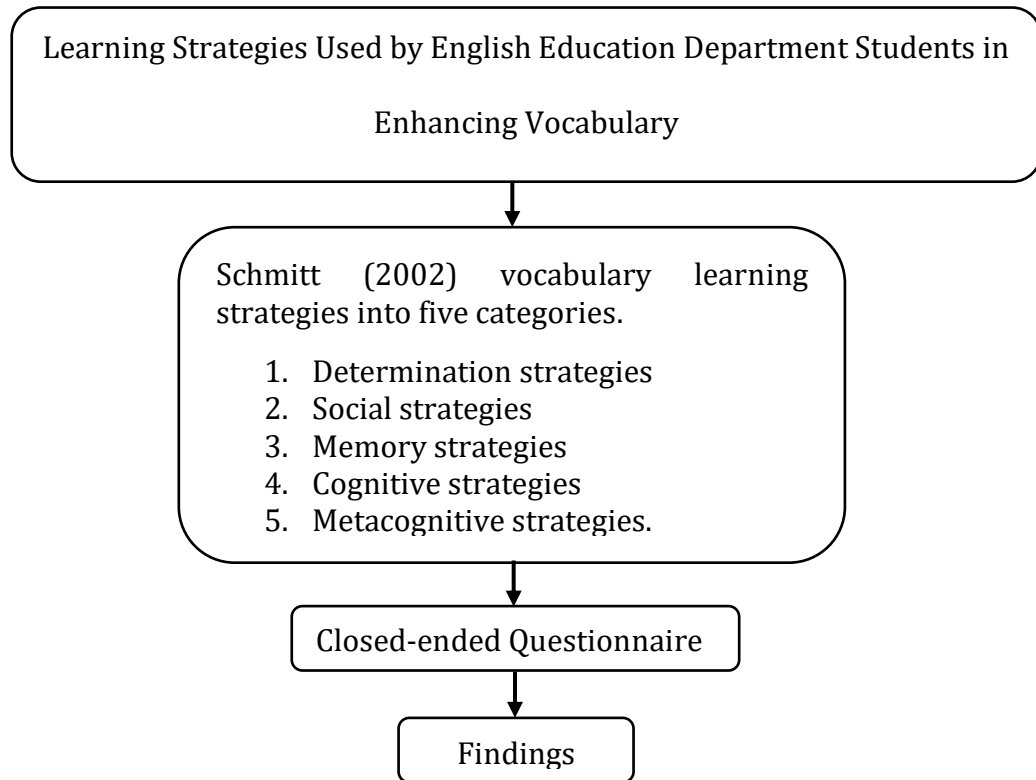 Learning Strategies Used by English Education Department Students in
Enhancing Vocabulary
Schmitt (2002) vocabulary learning
strategies into five categories.
1. Determination strategies
2. Social strategies
3. Memory strategies
4. Cognitive strategies
5. Metacognitive strategies.
Closed-ended Questionnaire
Findings